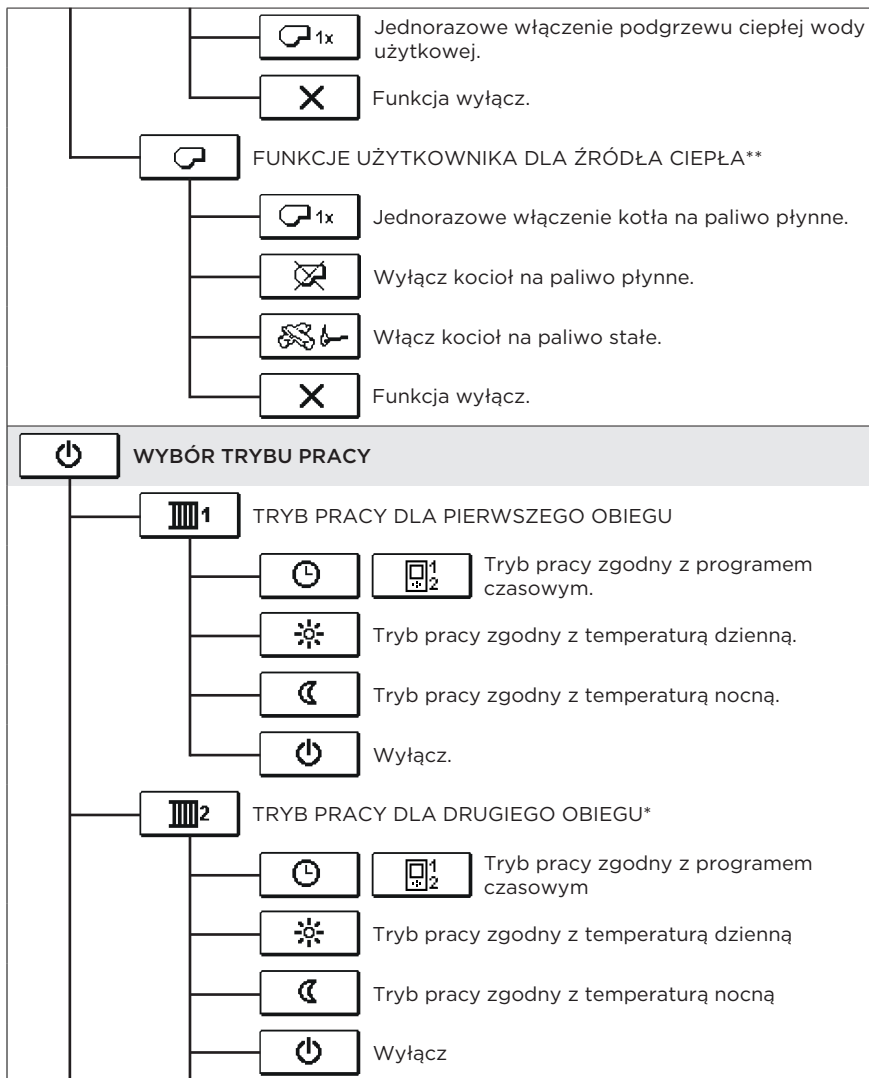 1x Jednorazowe włączenie podgrzewu ciepłej wody
użytkowej.
Funkcja wyłącz.
FUNKCJE UŻYTKOWNIKA DLA ŹRÓDŁA CIEPŁA**
1x Jednorazowe włączenie kotła na paliwo płynne.
Wyłącz kocioł na paliwo płynne.
Włącz kocioł na paliwo stałe.
Funkcja wyłącz.
WYBÓR TRYBU PRACY
1 TRYB PRACY DLA PIERWSZEGO OBIEGU
1 2 Tryb pracy zgodny z programem
czasowym.
Tryb pracy zgodny z temperaturą dzienną.
Tryb pracy zgodny z temperaturą nocną.
Wyłącz.
2 TRYB PRACY DLA DRUGIEGO OBIEGU*
1 2 Tryb pracy zgodny z programem
czasowym
Tryb pracy zgodny z temperaturą dzienną
Tryb pracy zgodny z temperaturą nocną
Wyłącz